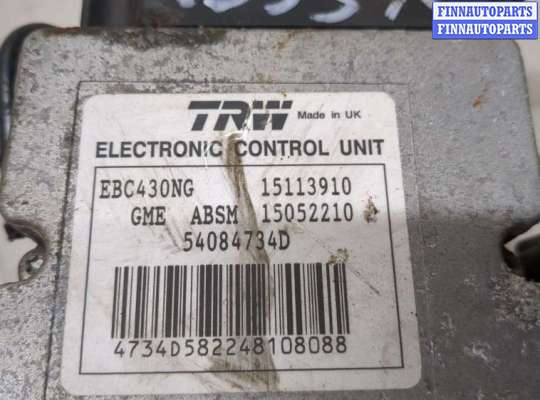 FINNAUTOPARTS
FINNAUTOPARTS
TRW Made in UK
ELECTRONIC CONTROL UNIT
EBC430NG 15113910
GME ABSM 15052210
54084734D
4734D582248108088